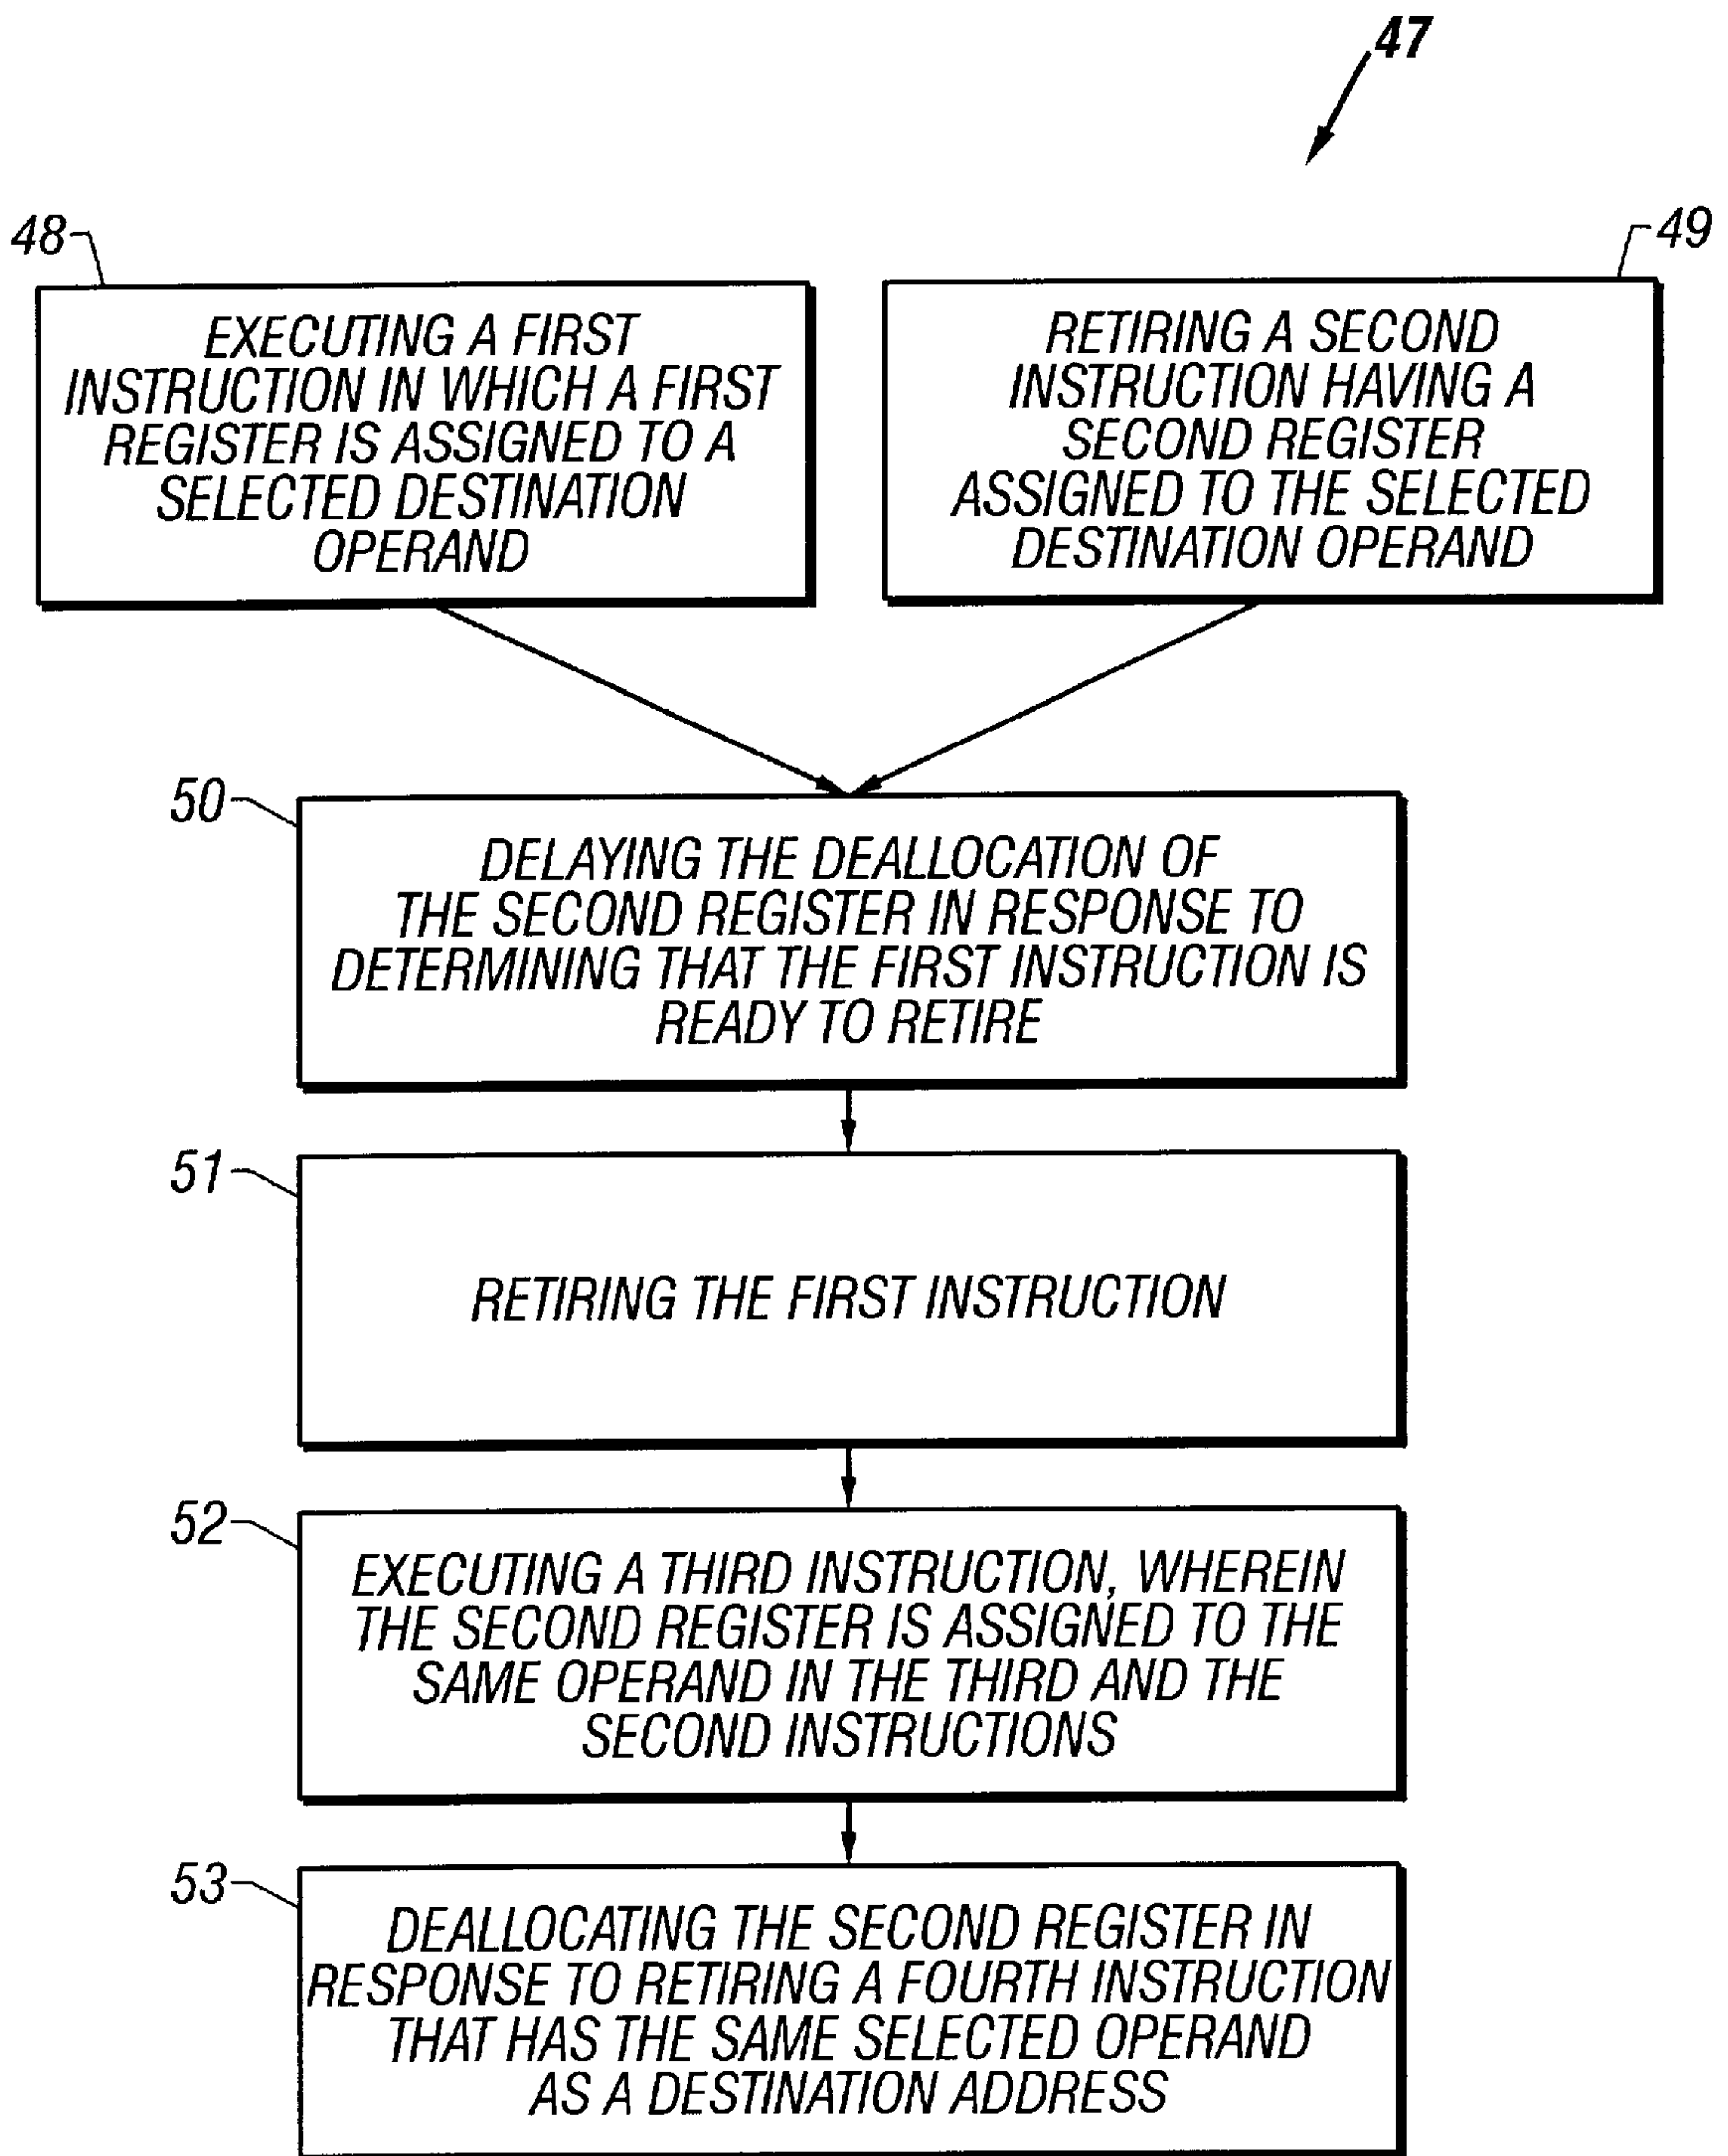 47
48
EXECUTING A FIRST
INSTRUCTION IN WHICH A FIRST
REGISTER IS ASSIGNED TO A
SELECTED DESTINATION
OPERAND
49
RETIRING A SECOND
INSTRUCTION HAVING A
SECOND REGISTER
ASSIGNED TO THE SELECTED
DESTINATION OPERAND
50
DELAYING THE DEALLOCATION OF
THE SECOND REGISTER IN RESPONSE TO
DETERMINING THAT THE FIRST INSTRUCTION IS
READY TO RETIRE
51
RETIRING THE FIRST INSTRUCTION
52
EXECUTING A THIRD INSTRUCTION, WHEREIN
THE SECOND REGISTER IS ASSIGNED TO THE
SAME OPERAND IN THE THIRD AND THE
SECOND INSTRUCTIONS
53
DEALLOCATING THE SECOND REGISTER IN
RESPONSE TO RETIRING A FOURTH INSTRUCTION
THAT HAS THE SAME SELECTED OPERAND
AS A DESTINATION ADDRESS